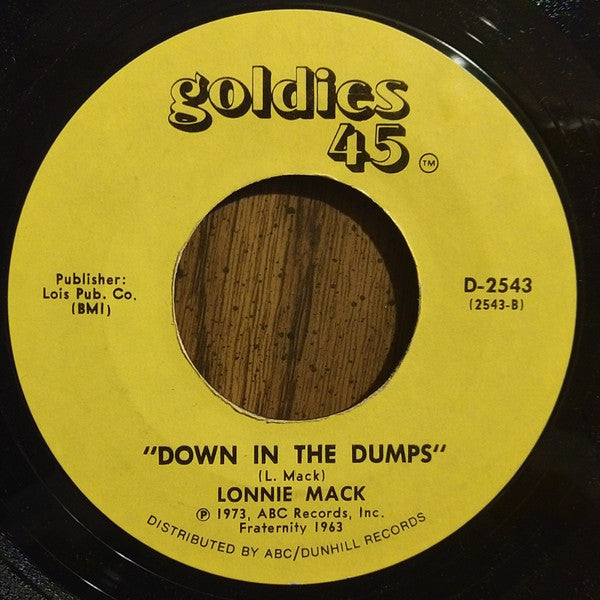 goldies
45 TM
Publisher:
Lois Pub. Co.
(BMI)
D-2543
(2543-B)
"DOWN IN THE DUMPS"
(L. Mack)
LONNIE MACK
℗ 1973, ABC Records, Inc.
Fraternity 1963
DISTRIBUTED BY ABC/DUNHILL RECORDS